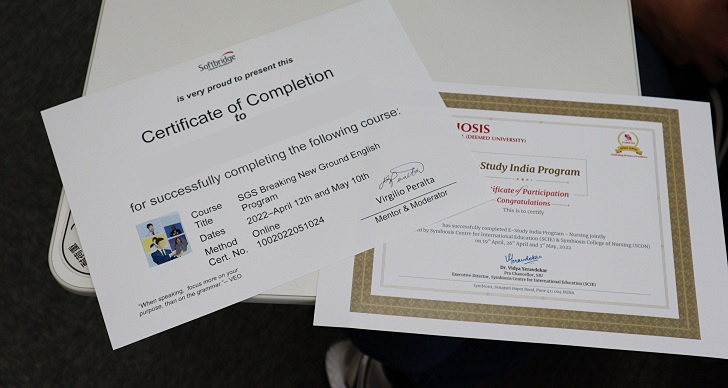 Softbridge
is very proud to present this
Certificate of Completion
to
for successfully completing the following course:
Course Title
SGS Breaking New Ground English Program
Dates
2022–April 12th and May 10th
Method
Online
Cert. No.
1002022051024
Virgilio Peralta
Mentor & Moderator
"When speaking, focus more on your
purpose, than on the grammar."-- VEO
IOSIS
(DEEMED UNIVERSITY)
-Study India Program
ificate of Participation
Congratulations
This is to certify
has successfully completed E-Study India Program - Nursing jointly
d by Symbiosis Centre for International Education (SCIE) & Symbiosis College of Nursing (SCON)
on 19th April, 26th April and 3rd May, 2022
Dr. Vidya Yeravdekar
Pro Chancellor, SIU
Executive Director, Symbiosis Centre for International Education (SCIE)